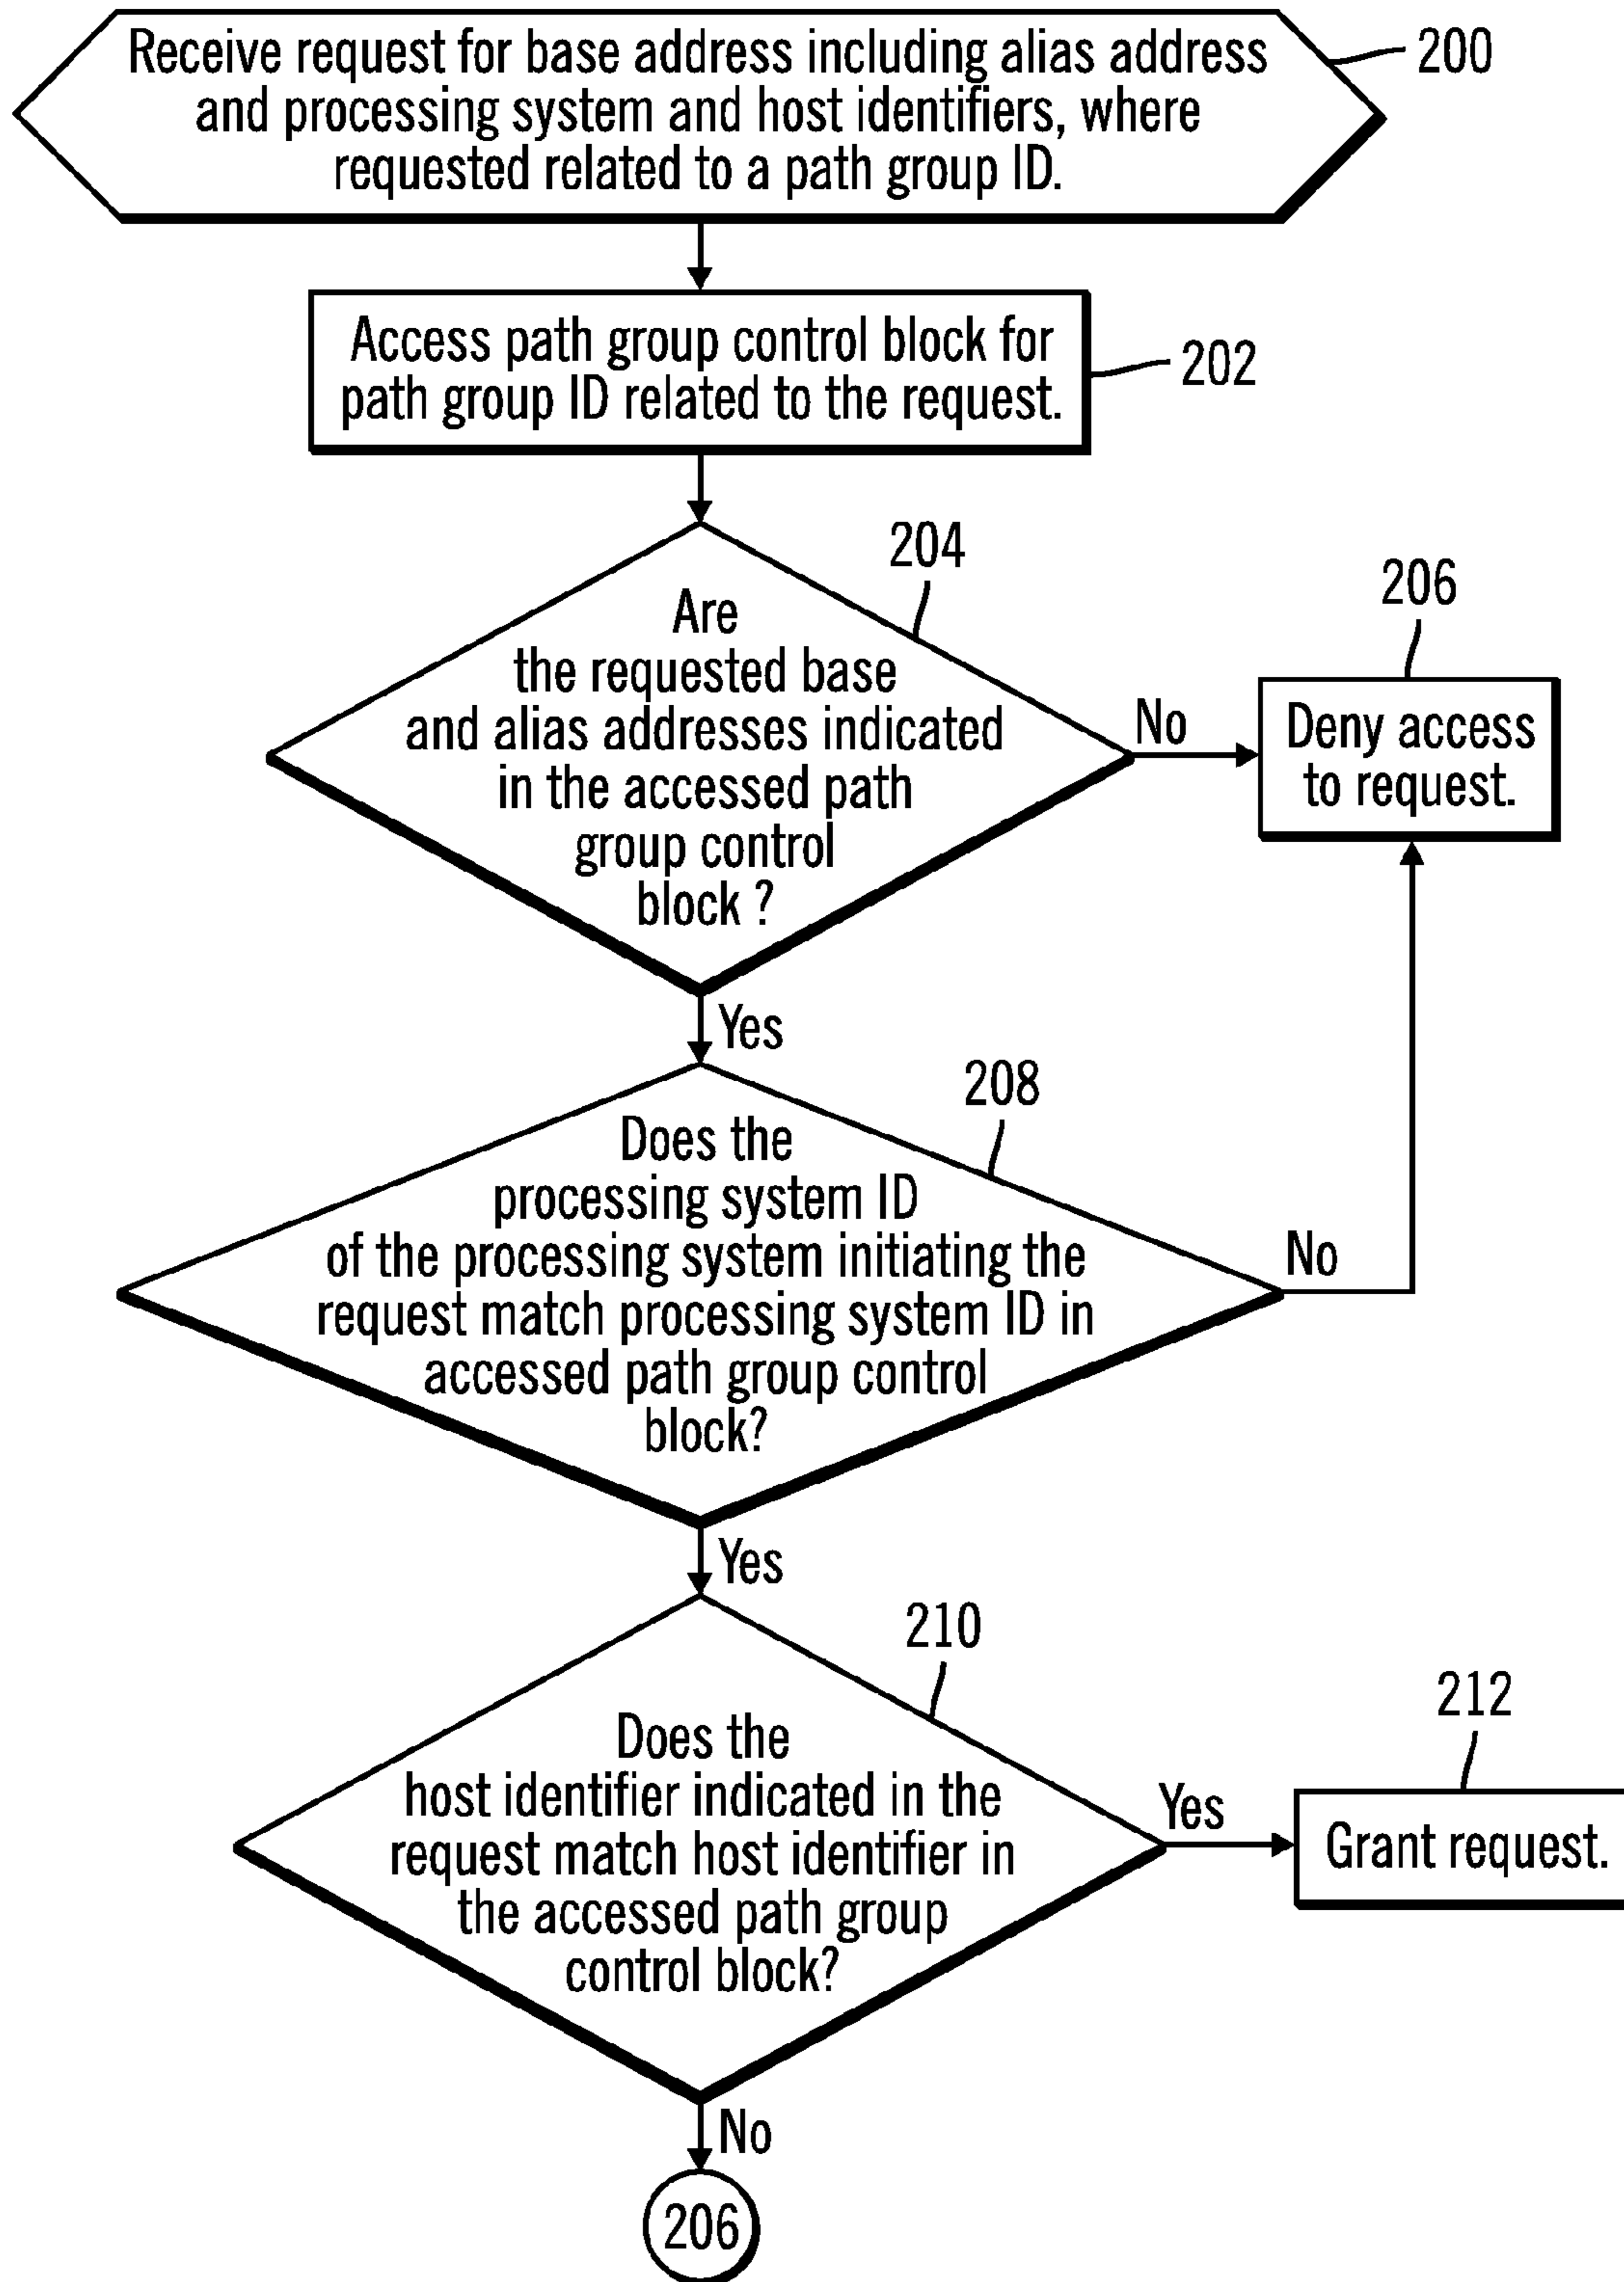 Receive request for base address including alias address
and processing system and host identifiers, where
requested related to a path group ID.
200
Access path group control block for
path group ID related to the request.
202
204
Are
the requested base
and alias addresses indicated
in the accessed path
group control
block ?
No
206
Deny access
to request.
Yes
208
Does the
processing system ID
of the processing system initiating the
request match processing system ID in
accessed path group control
block?
No
Yes
210
Does the
host identifier indicated in the
request match host identifier in
the accessed path group
control block?
Yes
212
Grant request.
No
206